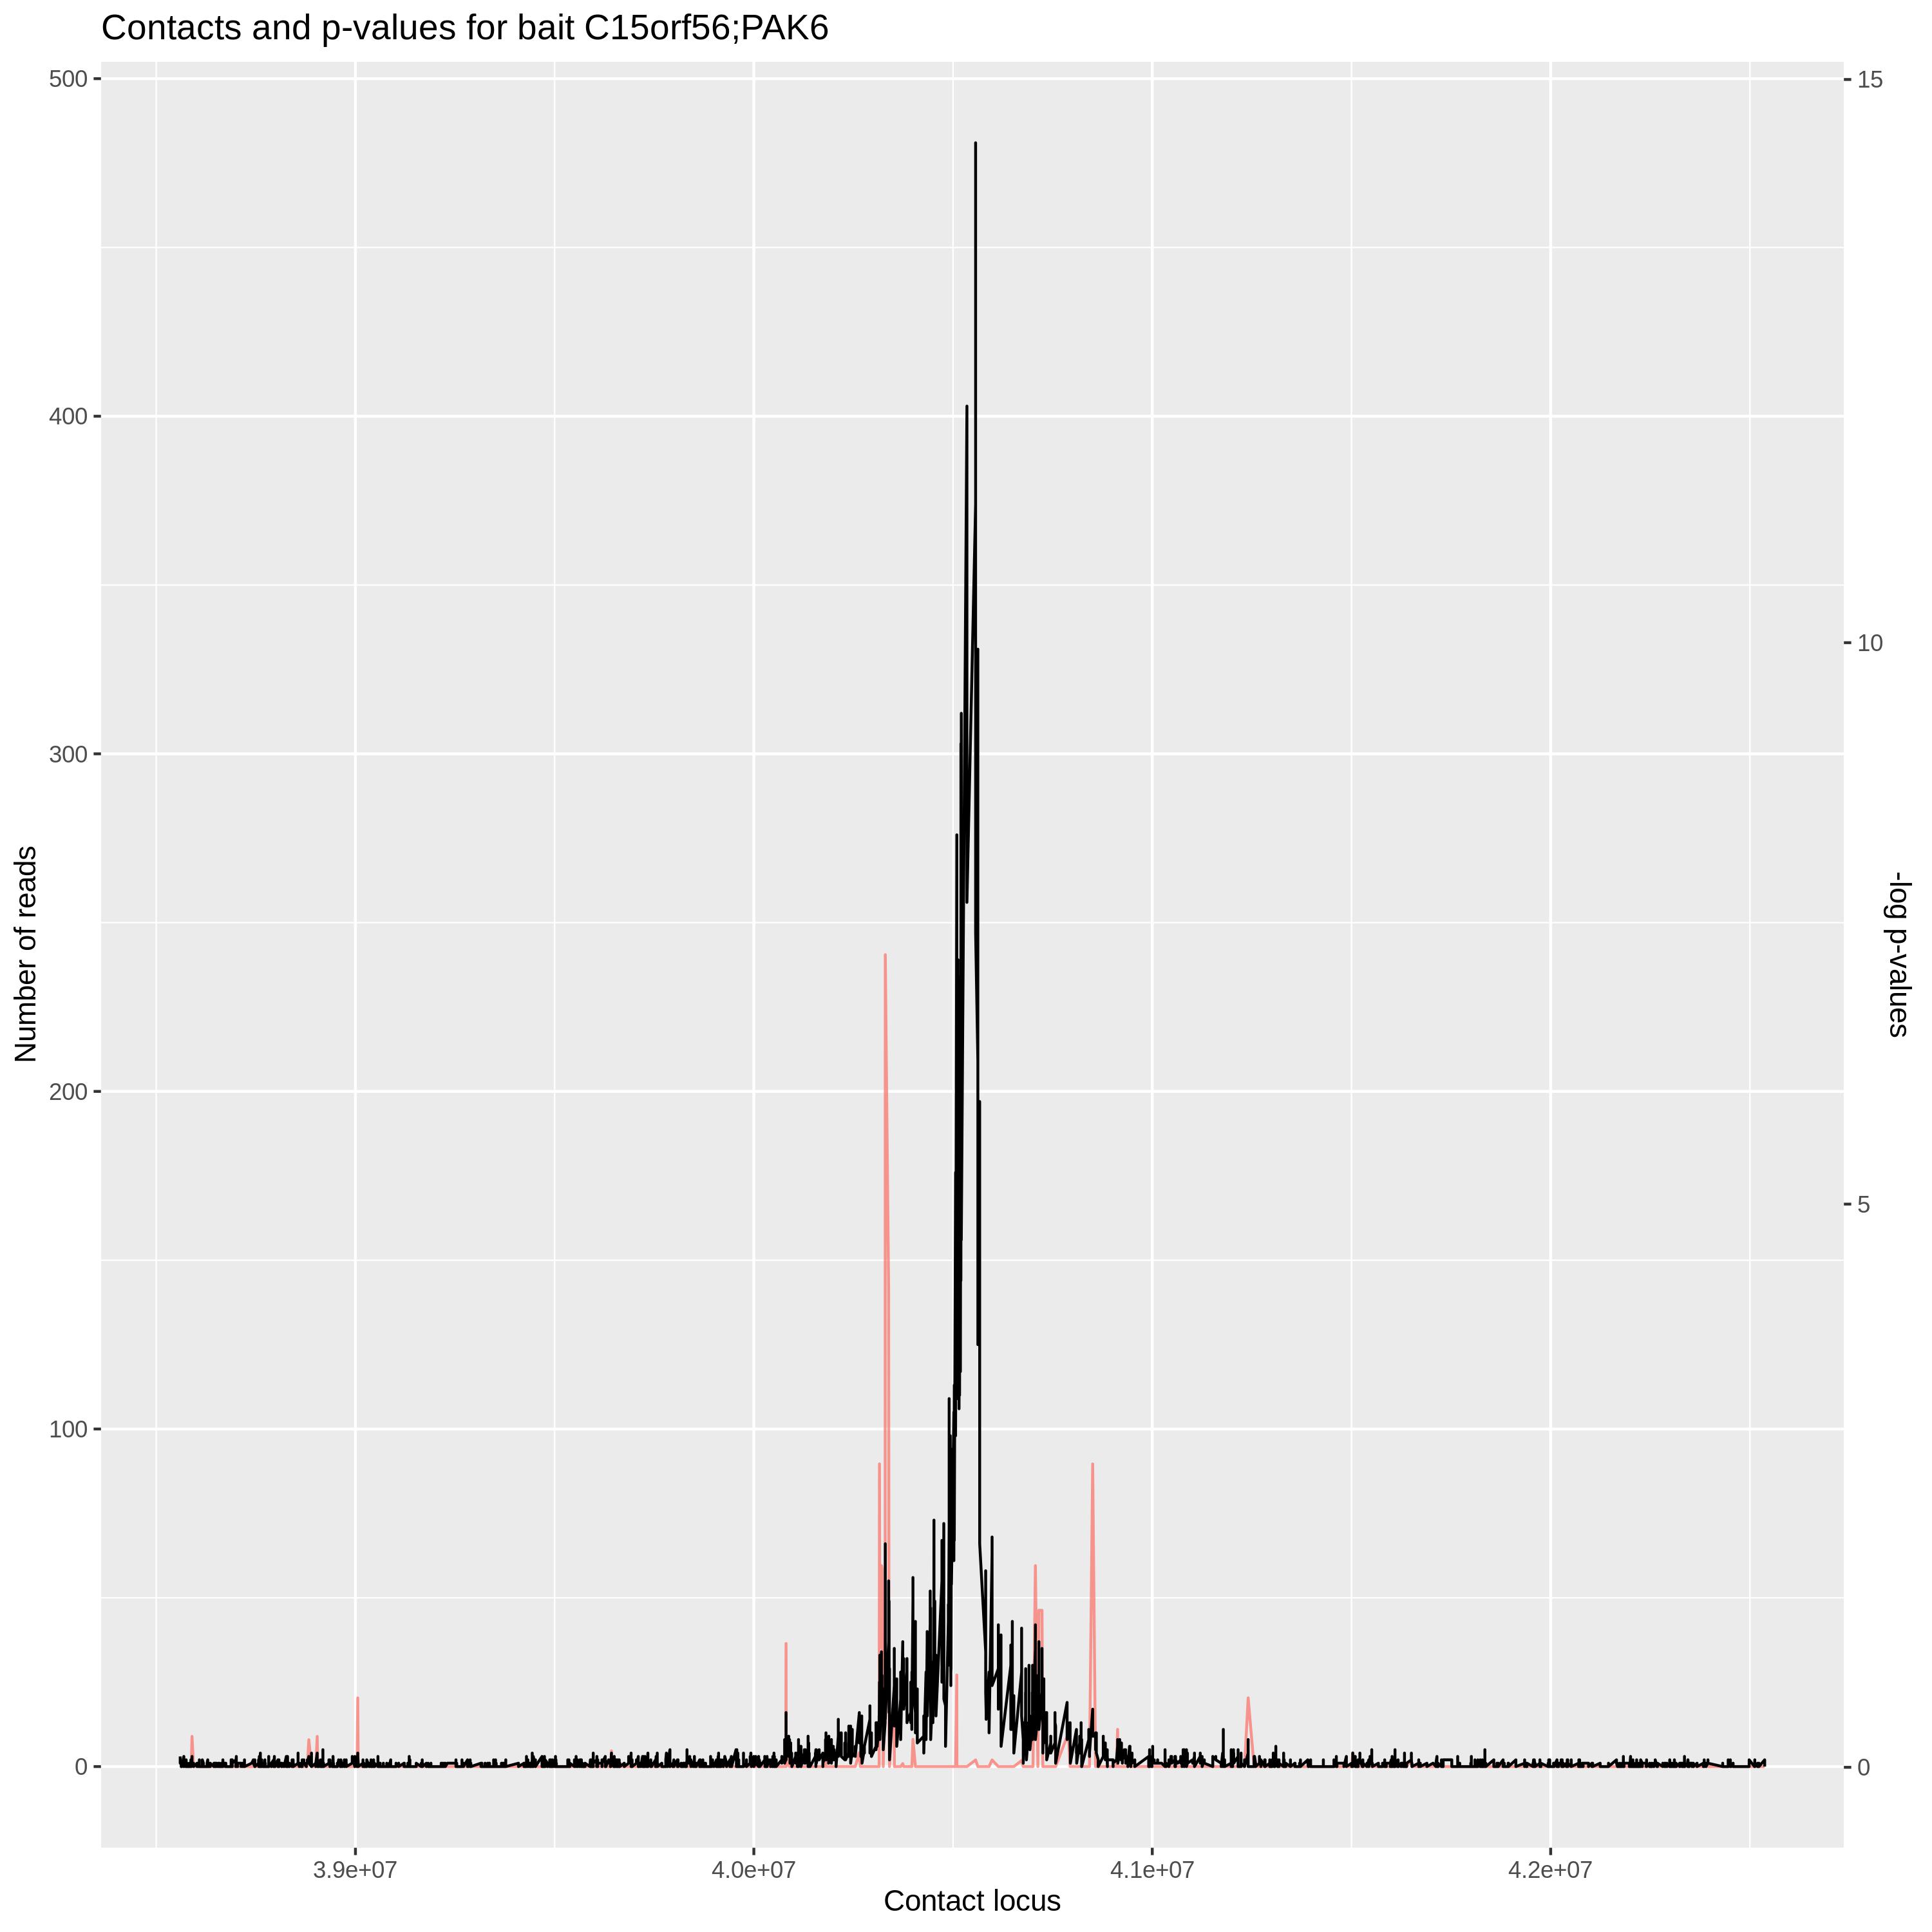 Contacts and p-values for bait C15orf56;PAK6
500
400
300
200
100
0
15
10
5
0
Number of reads
-log p-values
3.9e+07 4.0e+07 4.1e+07 4.2e+07
Contact locus